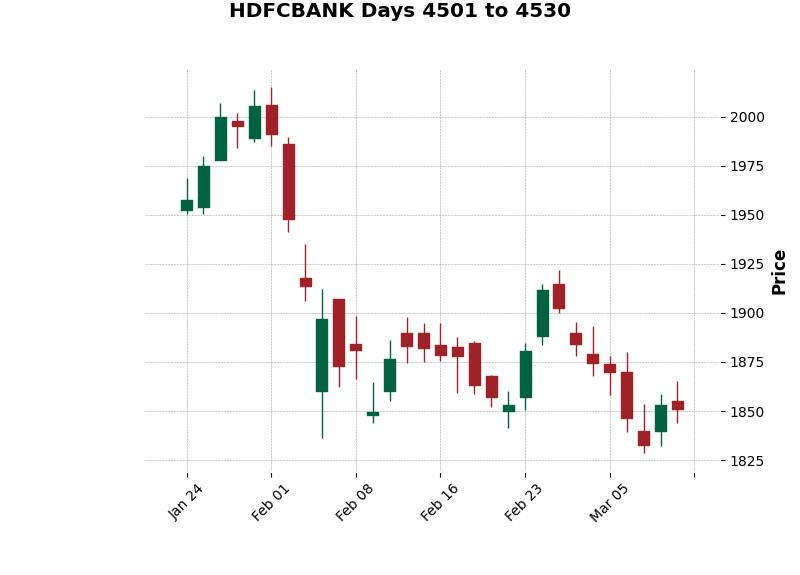 HDFCBANK Days 4501 to 4530
2000
1975
1950
1925
1900
1875
1850
1825
Price
Jan 24
Feb 01
Feb 08
Feb 16
Feb 23
Mar 05